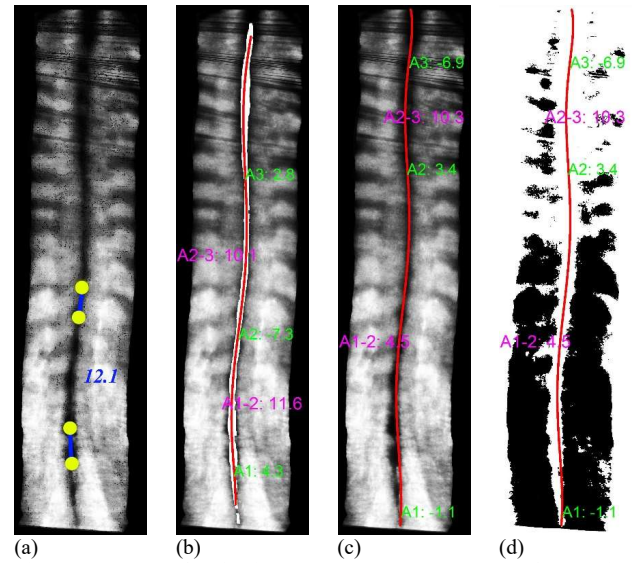 12.1
(a)
A3: 2.8
A2-3: 10.1
A2: -7.3
A1-2: 11.6
A1: 4.3
(b)
A3: -6.9
A2-3: 10.3
A2: 3.4
A1-2: 4.5
A1: -1.1
(c)
A3: -6.9
A2-3: 10.3
A2: 3.4
A1-2: 4.5
A1: -1.1
(d)